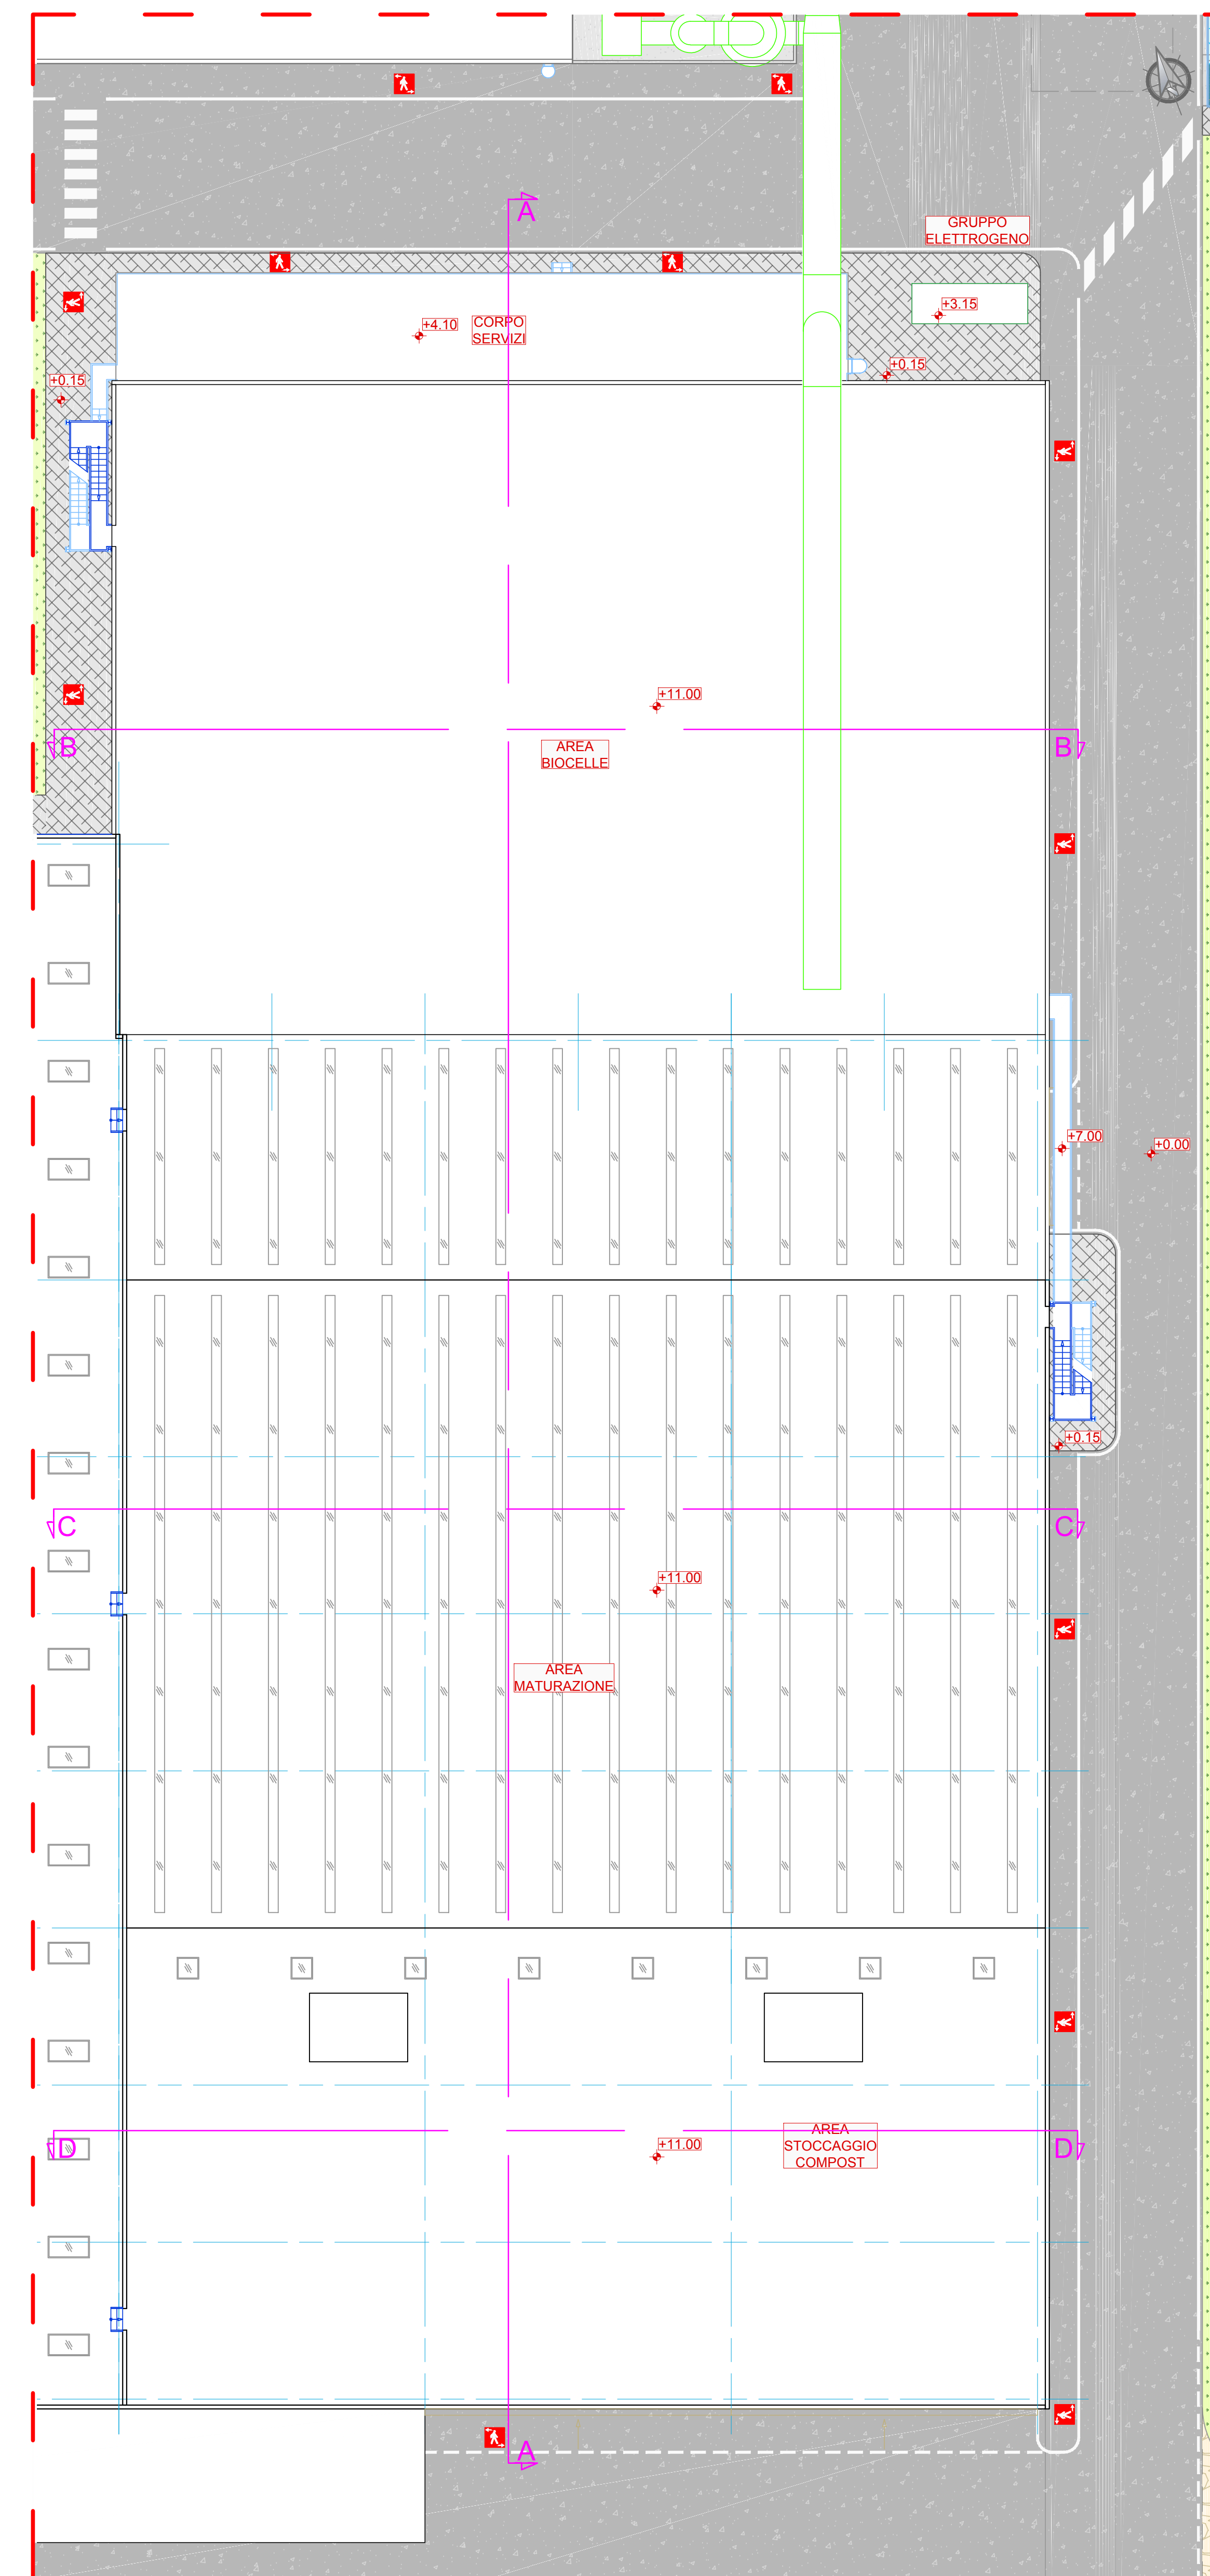 A
GRUPPO
ELETTROGENO
+3.15
+4.10
CORPO
SERVIZI
+0.15
+0.15
+11.00
B
B
AREA
BIOCELLE
+7.00
+0.00
+0.15
C
C
+11.00
AREA
MATURAZIONE
AREA
STOCCAGGIO
COMPOST
D
+11.00
D
A